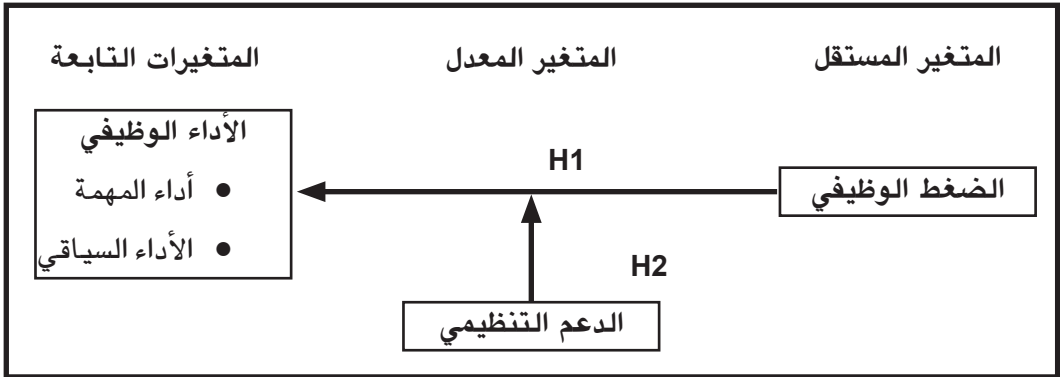 المتغير المستقل
المتغير المعدل
المتغيرات التابعة
الضغط الوظيفي
H1
الأداء الوظيفي
● أداء المهمة
● الأداء السياقي
H2
الدعم التنظيمي